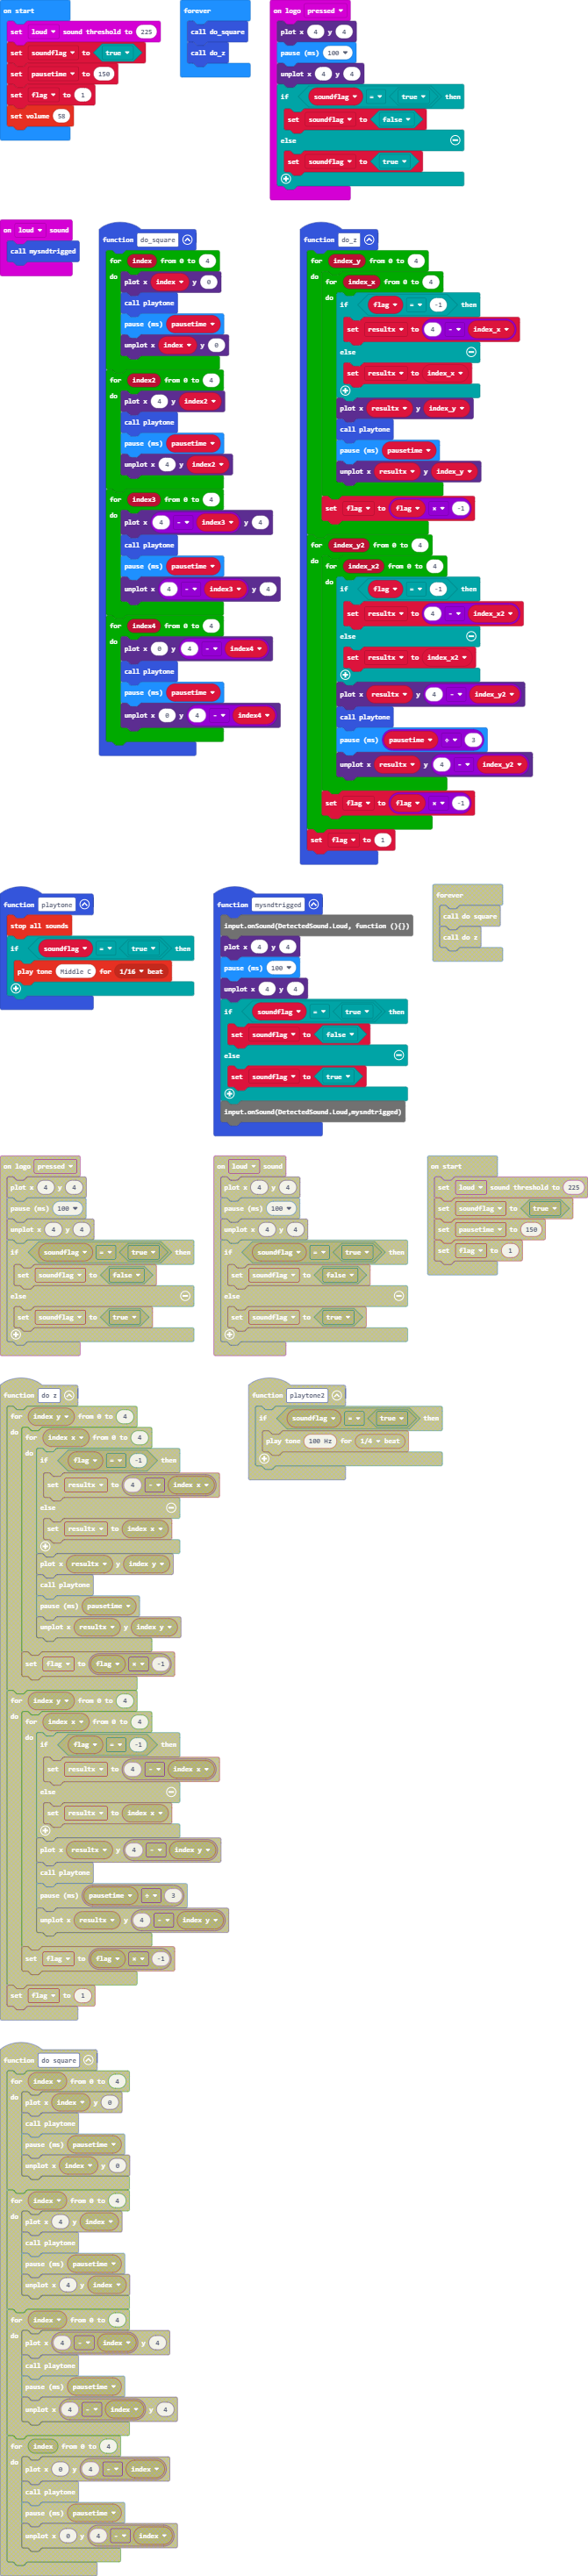 on start
set loud sound threshold to 225
set soundflag to true
set pausetime to 150
set flag to 1
set volume 58
forever
call do_square
call do_z
on logo pressed
plot x 4 y 4
pause (ms) 100
unplot x 4 y 4
if soundflag = true then
set soundflag to false
else
set soundflag to true
on loud sound
call mysndtrigged
function do_square
for index from 0 to 4
do
plot x index y 0
call playtone
pause (ms) pausetime
unplot x index y 0
for index2 from 0 to 4
do
plot x 4 y index2
call playtone
pause (ms) pausetime
unplot x 4 y index2
for index3 from 0 to 4
do
plot x 4 - index3 y 4
call playtone
pause (ms) pausetime
unplot x 4 - index3 y 4
for index4 from 0 to 4
do
plot x 0 y 4 - index4
call playtone
pause (ms) pausetime
unplot x 0 y 4 - index4
function do_z
for index_y from 0 to 4
do
for index_x from 0 to 4
do
if flag = -1 then
set resultx to 4 - index_x
else
set resultx to index_x
plot x resultx y index_y
call playtone
pause (ms) pausetime
unplot x resultx y index_y
set flag to flag × -1
for index_y2 from 0 to 4
do
for index_x2 from 0 to 4
do
if flag = -1 then
set resultx to 4 - index_x2
else
set resultx to index_x2
plot x resultx y 4 - index_y2
call playtone
pause (ms) pausetime ÷ 3
unplot x resultx y 4 - index_y2
set flag to flag × -1
set flag to 1
function playtone
stop all sounds
if soundflag = true then
play tone Middle C for 1/16 beat
function mysndtrigged
input.onSound(DetectedSound.Loud, function (){})
plot x 4 y 4
pause (ms) 100
unplot x 4 y 4
if soundflag = true then
set soundflag to false
else
set soundflag to true
input.onSound(DetectedSound.Loud,mysndtrigged)
forever
call do square
call do z
on logo pressed
plot x 4 y 4
pause (ms) 100
unplot x 4 y 4
if soundflag = true then
set soundflag to false
else
set soundflag to true
on loud sound
plot x 4 y 4
pause (ms) 100
unplot x 4 y 4
if soundflag = true then
set soundflag to false
else
set soundflag to true
on start
set loud sound threshold to 225
set soundflag to true
set pausetime to 150
set flag to 1
function do z
for index y from 0 to 4
do
for index x from 0 to 4
do
if flag = -1 then
set resultx to 4 - index x
else
set resultx to index x
plot x resultx y index y
call playtone
pause (ms) pausetime
unplot x resultx y index y
set flag to flag × -1
for index y from 0 to 4
do
for index x from 0 to 4
do
if flag = -1 then
set resultx to 4 - index x
else
set resultx to index x
plot x resultx y 4 - index y
call playtone
pause (ms) pausetime ÷ 3
unplot x resultx y 4 - index y
set flag to flag × -1
set flag to 1
function playtone2
if soundflag = true then
play tone 100 Hz for 1/4 beat
function do square
for index from 0 to 4
do
plot x index y 0
call playtone
pause (ms) pausetime
unplot x index y 0
for index from 0 to 4
do
plot x 4 y index
call playtone
pause (ms) pausetime
unplot x 4 y index
for index from 0 to 4
do
plot x 4 - index y 4
call playtone
pause (ms) pausetime
unplot x 4 - index y 4
for index from 0 to 4
do
plot x 0 y 4 - index
call playtone
pause (ms) pausetime
unplot x 0 y 4 - index